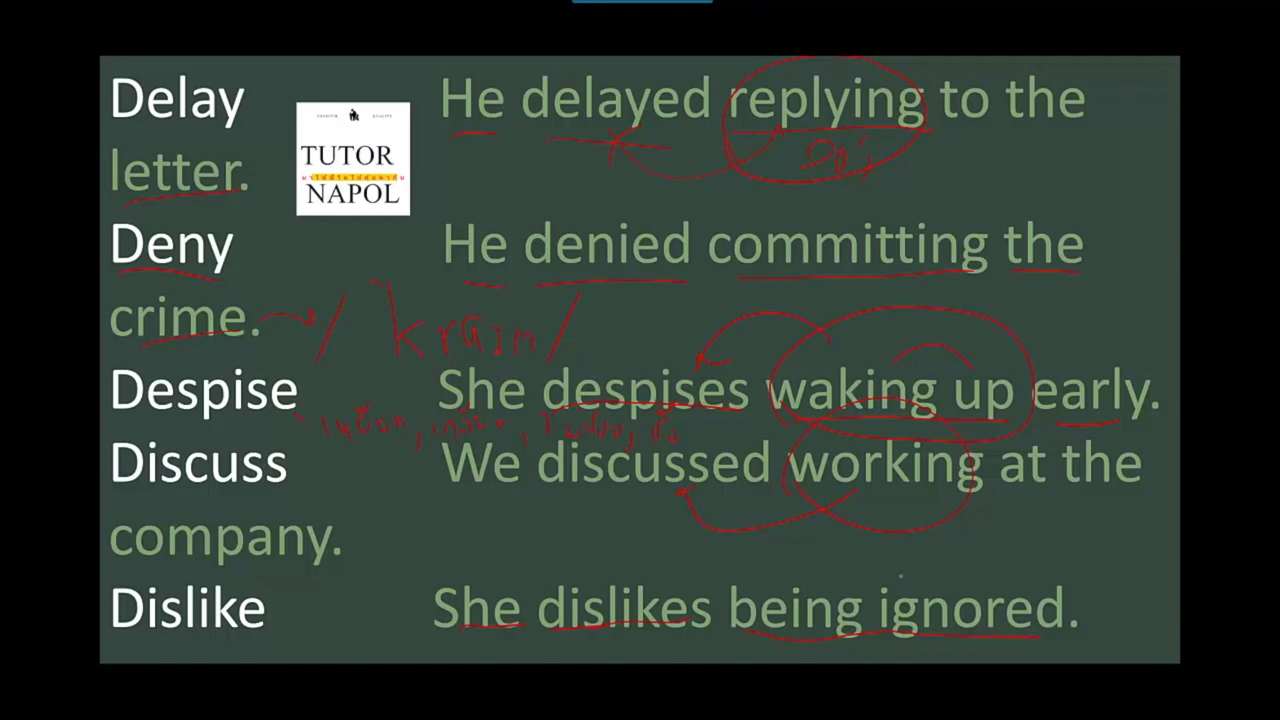 Delay He delayed replying to the
letter.
TUTOR
NAPOL
obj
Deny He denied committing the
crime.
Despise She despises waking up early.
Discuss We discussed working at the
company.
Dislike She dislikes being ignored.